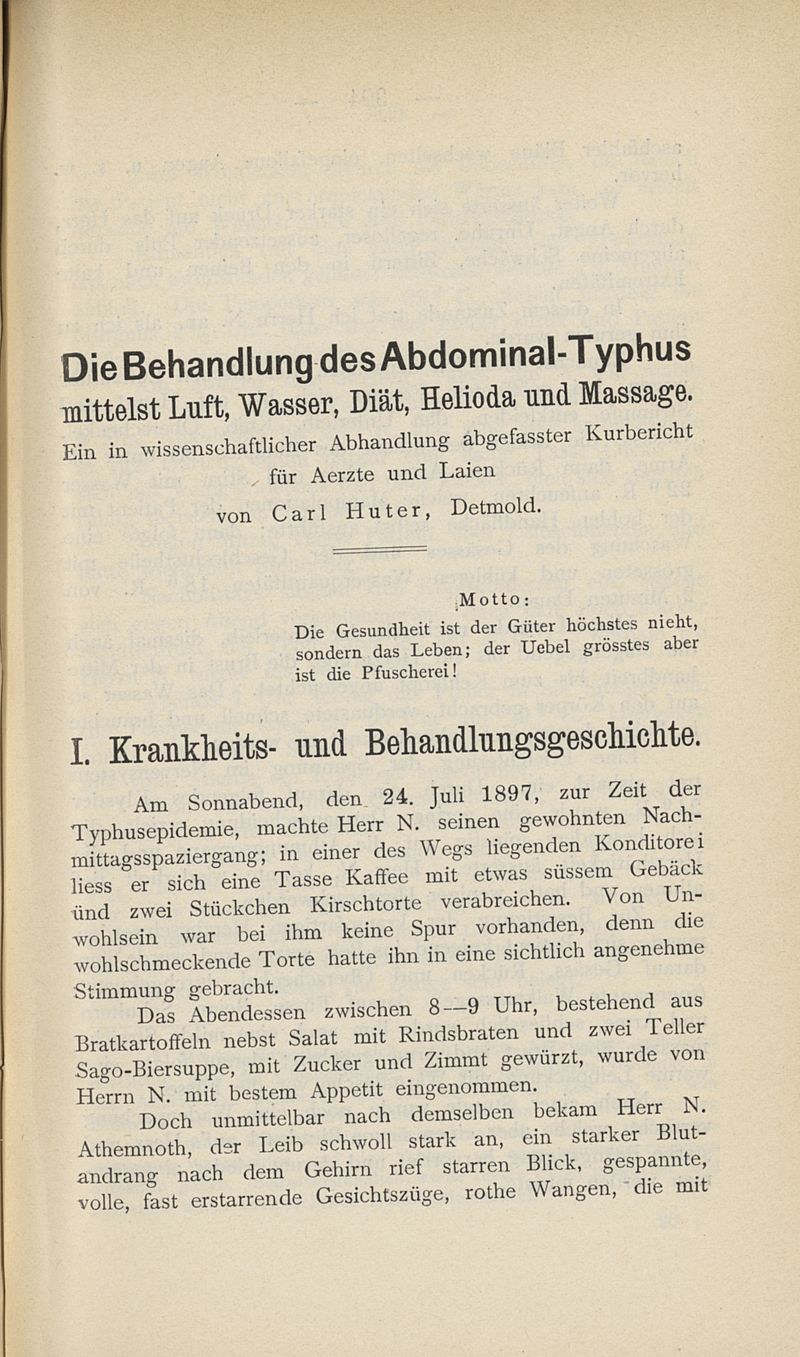 Die Behandlung des Abdominal-Typhus
mittelst Luft, Wasser, Diät, Helioda und Massage.
Ein in wissenschaftlicher Abhandlung abgefasster Kurbericht
für Aerzte und Laien
von Carl Huter, Detmold.
Motto:
Die Gesundheit ist der Güter höchstes nieht,
sondern das Leben; der Uebel grösstes aber
ist die Pfuscherei!
I. Krankheits- und Behandlungsgeschichte.
Am Sonnabend, den 24. Juli 1897, zur Zeit der
Typhusepidemie, machte Herr N. seinen gewohnten Nach-
mittagsspaziergang; in einer des Wegs liegenden Konditorei
liess er sich eine Tasse Kaffee mit etwas süssem Gebäck
ünd zwei Stückchen Kirschtorte verabreichen. Von Un-
wohlsein war bei ihm keine Spur vorhanden, denn die
wohlschmeckende Torte hatte ihn in eine sichtlich angenehme
Stimmung gebracht.
Das Abendessen zwischen 8—9 Uhr, bestehend aus
Bratkartoffeln nebst Salat mit Rindsbraten und zwei Teller
Sago-Biersuppe, mit Zucker und Zimmt gewürzt, wurde von
Herrn N. mit bestem Appetit eingenommen.
Doch unmittelbar nach demselben bekam Herr N.
Athemnoth, der Leib schwoll stark an, ein starker Blut-
andrang nach dem Gehirn rief starren Blick, gespannte,
volle, fast erstarrende Gesichtszüge, rothe Wangen, die mit